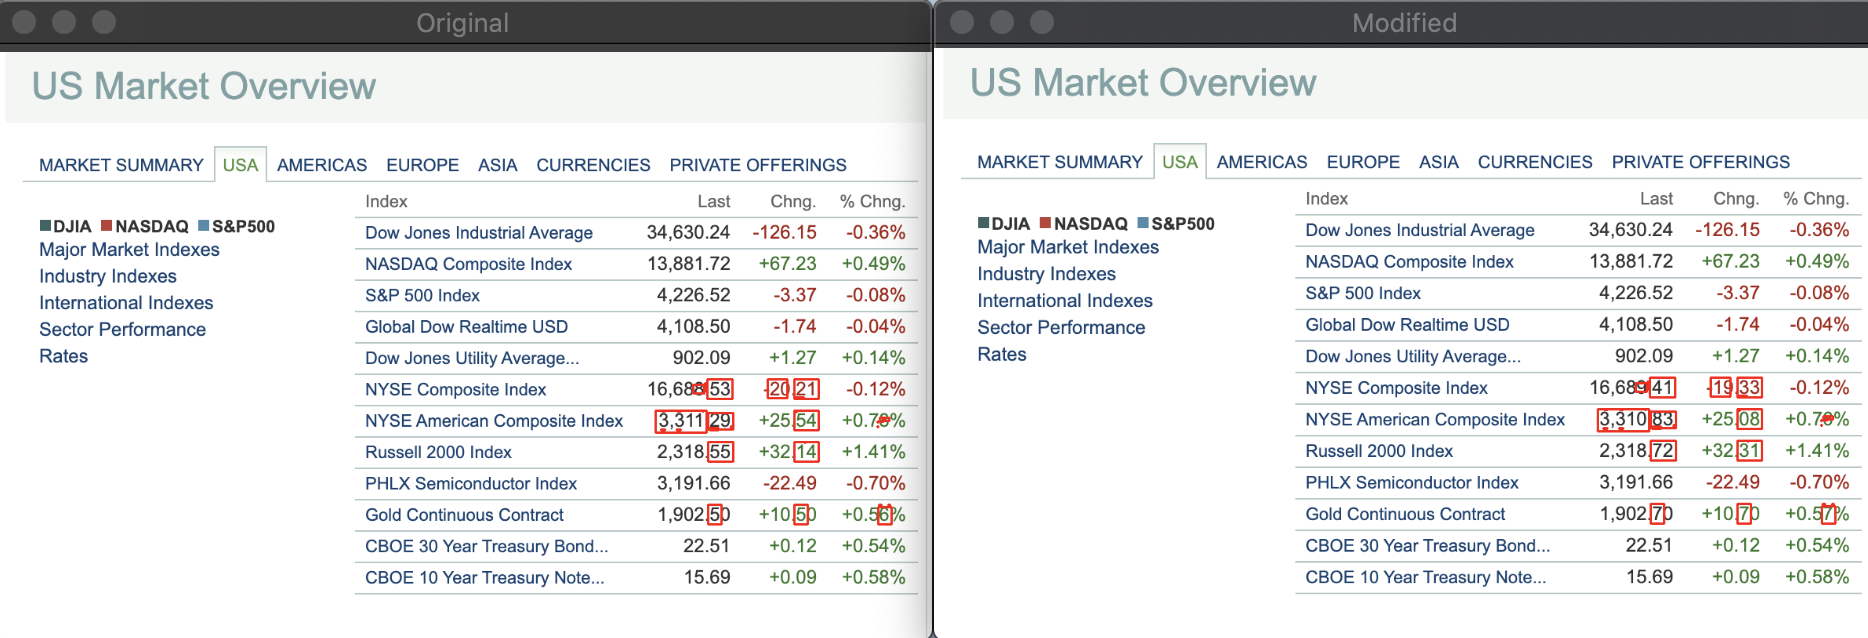 Original
US Market Overview
MARKET SUMMARY USA AMERICAS EUROPE ASIA CURRENCIES PRIVATE OFFERINGS
DJIA NASDAQ S&P500
Major Market Indexes
Industry Indexes
International Indexes
Sector Performance
Rates
Index Last Chng. % Chng.
Dow Jones Industrial Average 34,630.24 -126.15 -0.36%
NASDAQ Composite Index 13,881.72 +67.23 +0.49%
S&P 500 Index 4,226.52 -3.37 -0.08%
Global Dow Realtime USD 4,108.50 -1.74 -0.04%
Dow Jones Utility Average... 902.09 +1.27 +0.14%
NYSE Composite Index 16,688.53 -20.21 -0.12%
NYSE American Composite Index 3,311.29 +25.54 +0.78%
Russell 2000 Index 2,318.55 +32.14 +1.41%
PHLX Semiconductor Index 3,191.66 -22.49 -0.70%
Gold Continuous Contract 1,902.50 +10.50 +0.56%
CBOE 30 Year Treasury Bond... 22.51 +0.12 +0.54%
CBOE 10 Year Treasury Note... 15.69 +0.09 +0.58%
Modified
US Market Overview
MARKET SUMMARY USA AMERICAS EUROPE ASIA CURRENCIES PRIVATE OFFERINGS
DJIA NASDAQ S&P500
Major Market Indexes
Industry Indexes
International Indexes
Sector Performance
Rates
Index Last Chng. % Chng.
Dow Jones Industrial Average 34,630.24 -126.15 -0.36%
NASDAQ Composite Index 13,881.72 +67.23 +0.49%
S&P 500 Index 4,226.52 -3.37 -0.08%
Global Dow Realtime USD 4,108.50 -1.74 -0.04%
Dow Jones Utility Average... 902.09 +1.27 +0.14%
NYSE Composite Index 16,689.41 -19.33 -0.12%
NYSE American Composite Index 3,310.83 +25.08 +0.76%
Russell 2000 Index 2,318.72 +32.31 +1.41%
PHLX Semiconductor Index 3,191.66 -22.49 -0.70%
Gold Continuous Contract 1,902.70 +10.70 +0.57%
CBOE 30 Year Treasury Bond... 22.51 +0.12 +0.54%
CBOE 10 Year Treasury Note... 15.69 +0.09 +0.58%